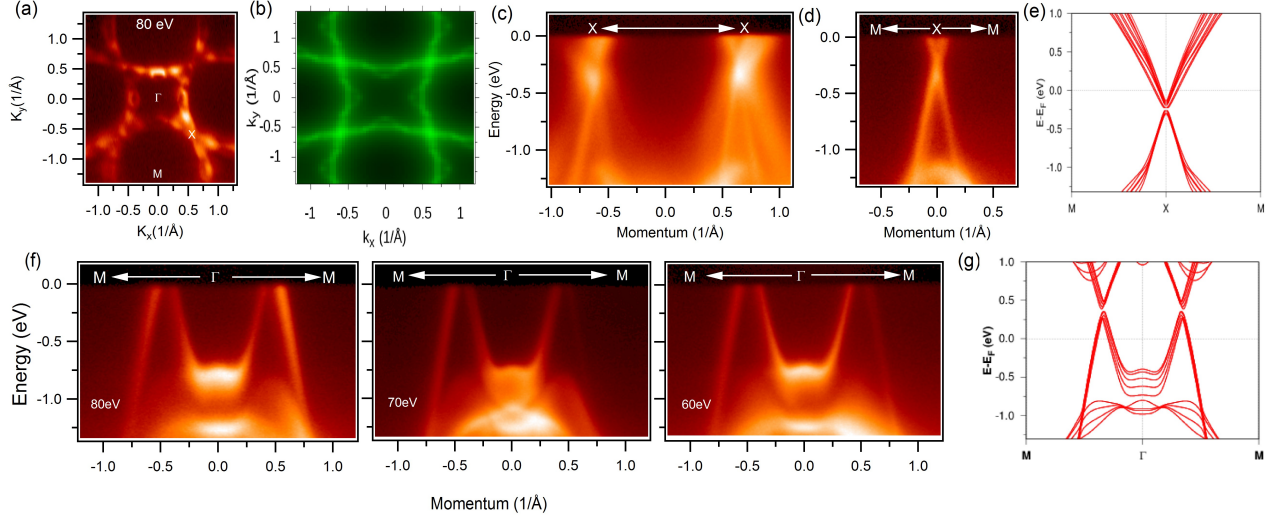 (a)
80 eV
1.0
0.5
0.0
-0.5
-1.0
K_y(1/Å)
Γ
X
M
-1.0 -0.5 0.0 0.5 1.0
K_x(1/Å)
(b)
1
0.5
0
-0.5
-1
k_y (1/Å)
-1 -0.5 0 0.5 1
k_X (1/Å)
(c)
X X
0.0
-0.5
-1.0
Energy (eV)
-1.0 -0.5 0.0 0.5 1.0
Momentum (1/Å)
(d)
M X M
0.0
-0.5
-1.0
0.0 0.5
Momentum (1/Å)
(e)
1.0
0.5
0.0
-0.5
-1.0
E-E_F (eV)
M X M
(f)
M Γ M
0.0
-0.5
-1.0
Energy (eV)
80eV
-1.0 -0.5 0.0 0.5 1.0
M Γ M
70eV
-1.0 -0.5 0.0 0.5 1.0
M Γ M
60eV
-1.0 -0.5 0.0 0.5 1.0
Momentum (1/Å)
(g)
1.0
0.5
0.0
-0.5
-1.0
E-E_F (eV)
M Γ M